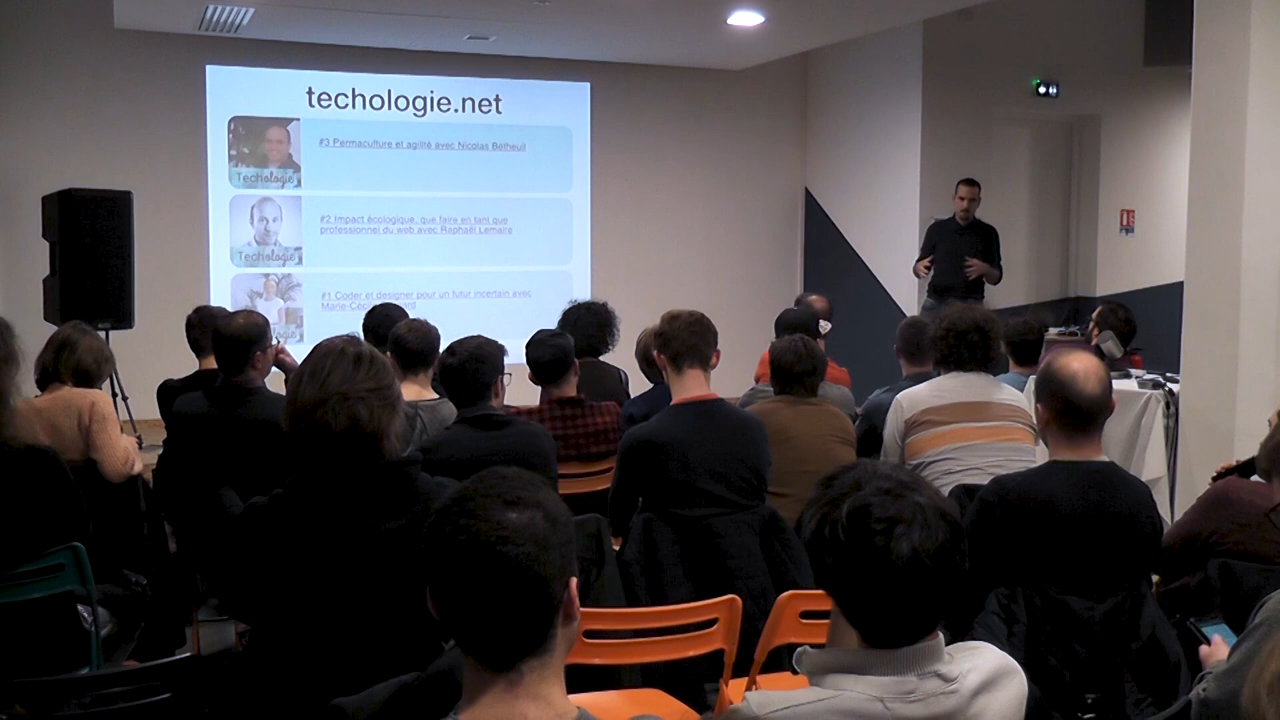 techologie.net
#3 Permaculture et agilité avec Nicolas Bétheuil
Techologie
#2 Impact écologique, que faire en tant que
professionnel du web avec Raphaël Lemaire
Techologie
#1 Coder et designer pour un futur incertain avec